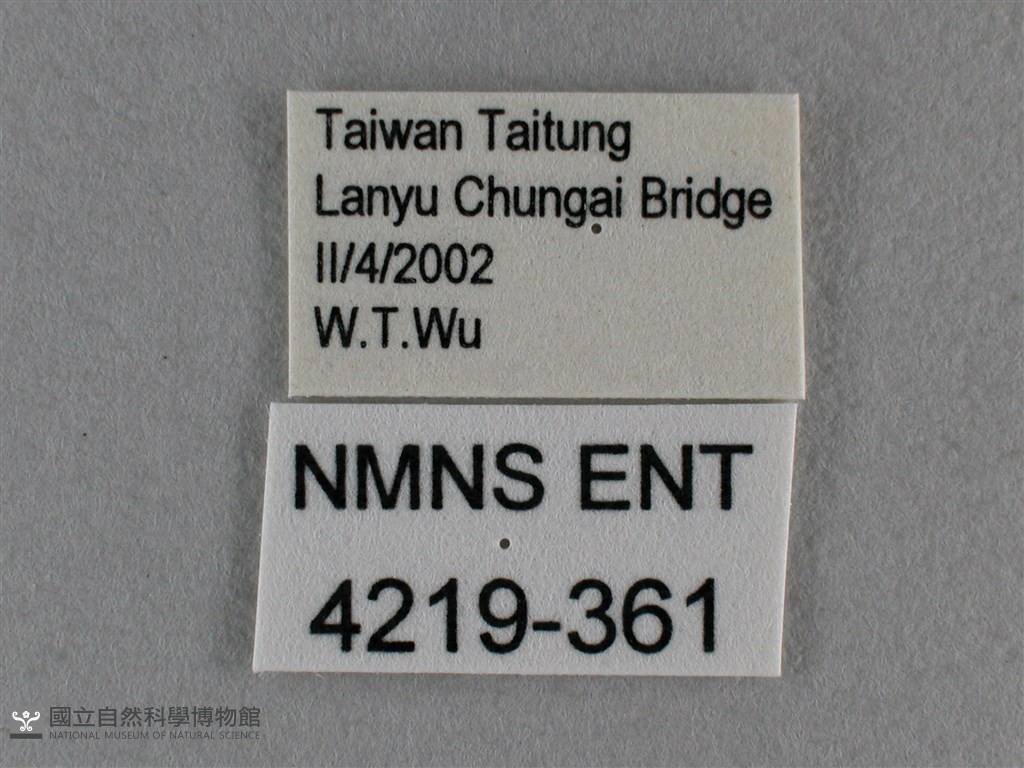 Taiwan Taitung
Lanyu Chungai Bridge
II/4/2002
W.T.Wu
NMNS ENT
4219-361
國立自然科學博物館
NATIONAL MUSEUM OF NATURAL SCIENCE